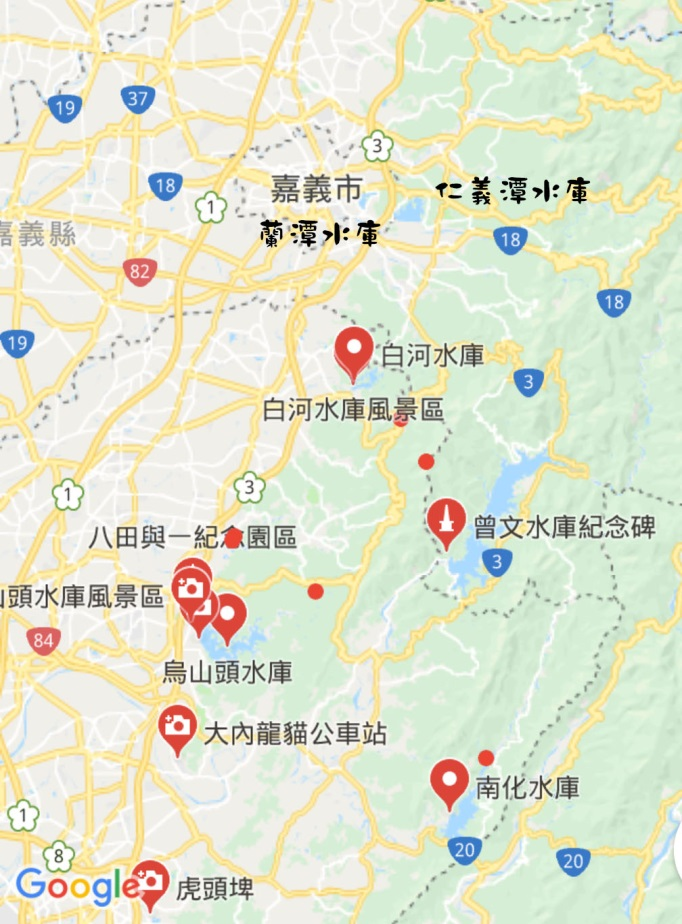 19
37
3
18
嘉義市
仁義潭水庫
1
嘉義縣
蘭潭水庫
18
82
18
19
白河水庫
3
白河水庫風景區
1
3
八田與一紀念園區
曾文水庫紀念碑
3
山頭水庫風景區
84
烏山頭水庫
大內龍貓公車站
南化水庫
1
8
20
20
Google
虎頭埤